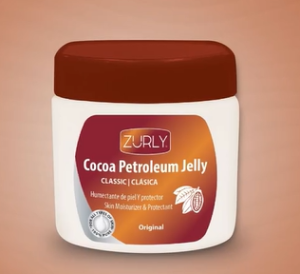 ZURLY
Cocoa Petroleum Jelly
CLASSIC | CLÁSICA
Humectante de piel Y protector
Skin Moisturizer & Protectant
Original